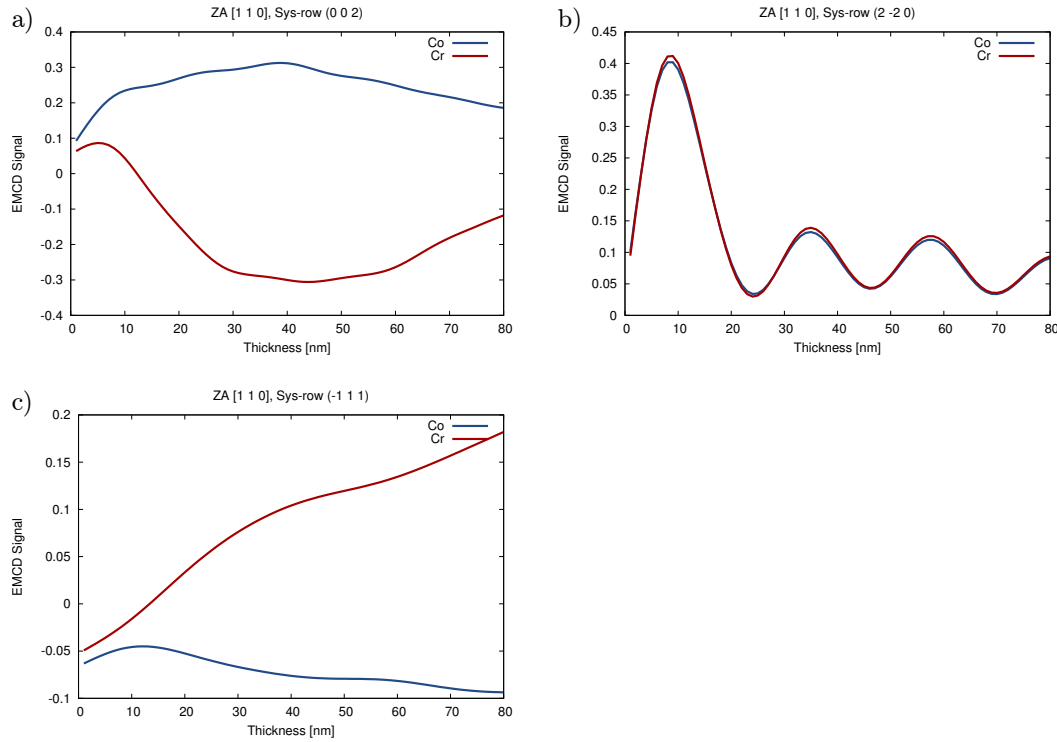 a)
ZA [1 1 0], Sys-row (0 0 2)
0.4
0.3
0.2
0.1
0
-0.1
-0.2
-0.3
-0.4
EMCD Signal
Co
Cr
0 10 20 30 40 50 60 70 80
Thickness [nm]
b)
ZA [1 1 0], Sys-row (2 -2 0)
0.45
0.4
0.35
0.3
0.25
0.2
0.15
0.1
0.05
0
EMCD Signal
Co
Cr
0 10 20 30 40 50 60 70 80
Thickness [nm]
c)
ZA [1 1 0], Sys-row (-1 1 1)
0.2
0.15
0.1
0.05
0
-0.05
-0.1
EMCD Signal
Co
Cr
0 10 20 30 40 50 60 70 80
Thickness [nm]